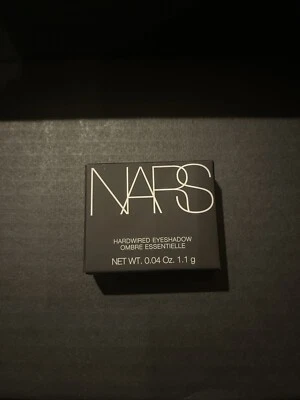 NARS
HARDWIRED EYESHADOW
OMBRE ESSENTIELLE
NET WT. 0.04 Oz. 1.1 g